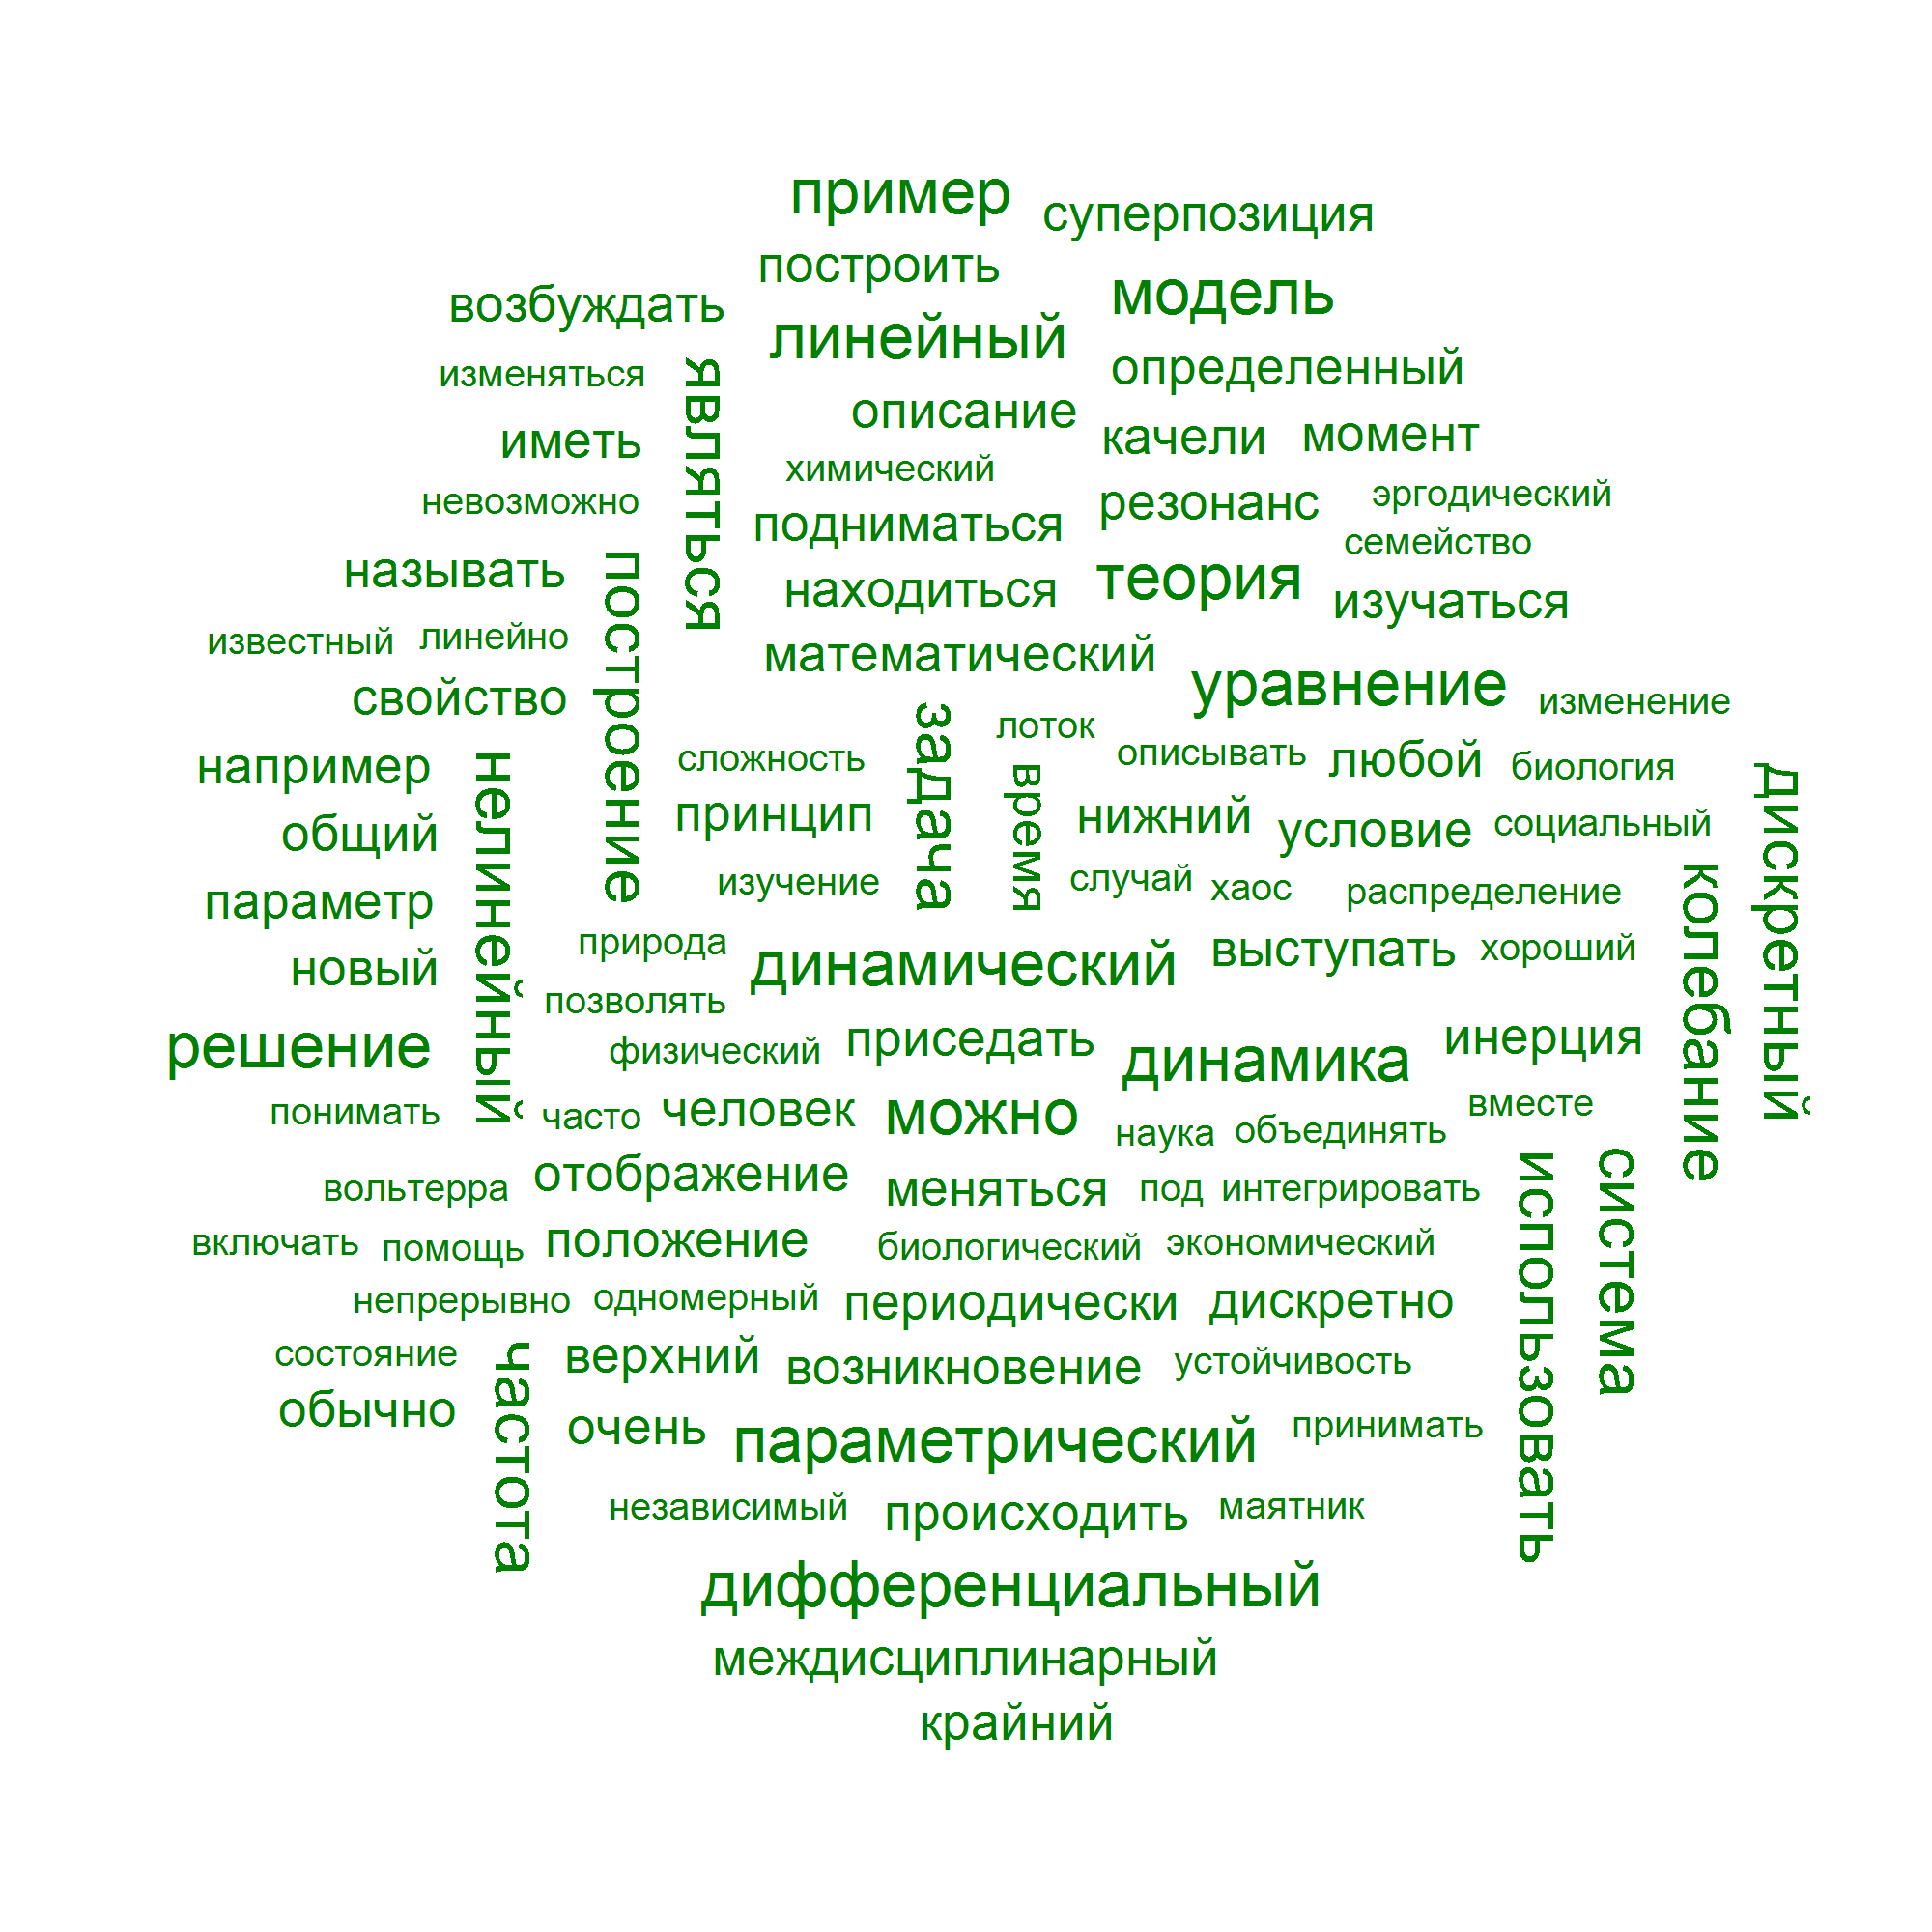 пример
суперпозиция
построить
возбуждать
модель
линейный
изменяться
являться
определенный
описание
иметь
качели
момент
химический
невозможно
подниматься
резонанс
эргодический
семейство
называть
построение
находиться
теория
изучаться
известный
линейно
математический
свойство
уравнение
изменение
задача
лоток
например
нелинейный
сложность
описывать
любой
биология
дискретный
время
общий
принцип
нижний
условие
социальный
параметр
изучение
случай
хаос
распределение
колебание
новый
природа
динамический
выступать
хороший
позволять
решение
физический
приседать
динамика
инерция
понимать
часто
человек
можно
наука
объединять
вместе
вольтерра
отображение
меняться
под
интегрировать
использовать
система
включать
помощь
положение
биологический
экономический
непрерывно
одномерный
периодически
дискретно
состояние
частота
верхний
возникновение
устойчивость
обычно
очень
параметрический
принимать
независимый
происходить
маятник
дифференциальный
междисциплинарный
крайний